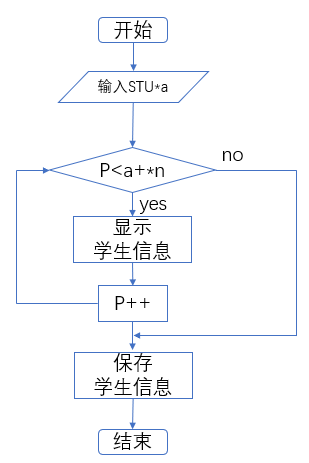 开始
输入STU*a
P<a+*n
no
yes
显示
学生信息
P++
保存
学生信息
结束